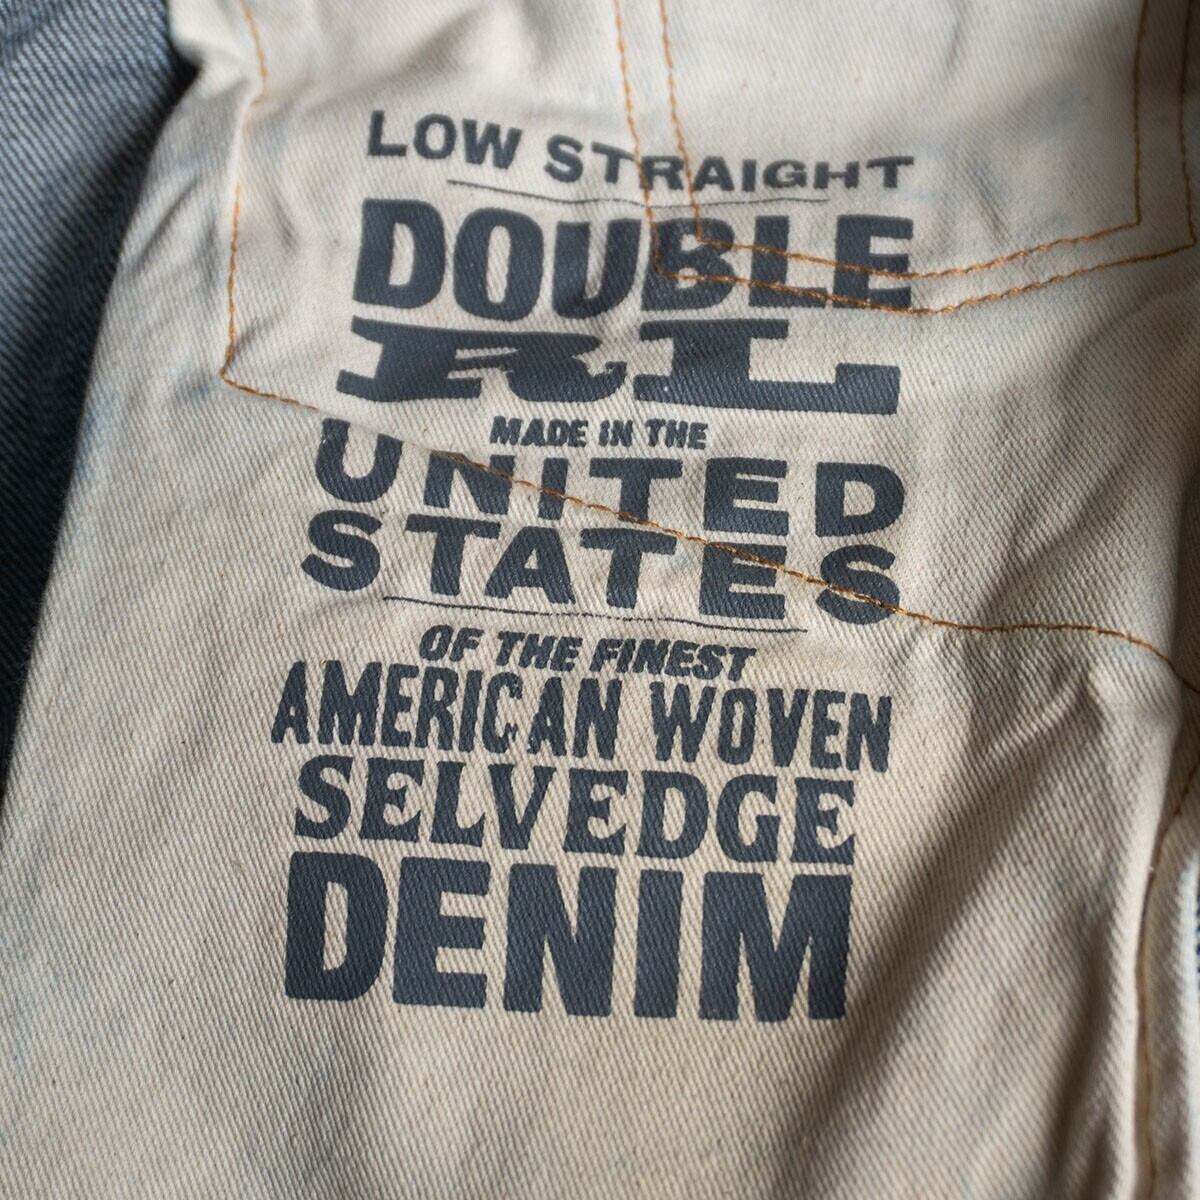 LOW STRAIGHT
DOUBLE
RL
MADE IN THE
UNITED
STATES
OF THE FINEST
AMERICAN WOVEN
SELVEDGE
DENIM